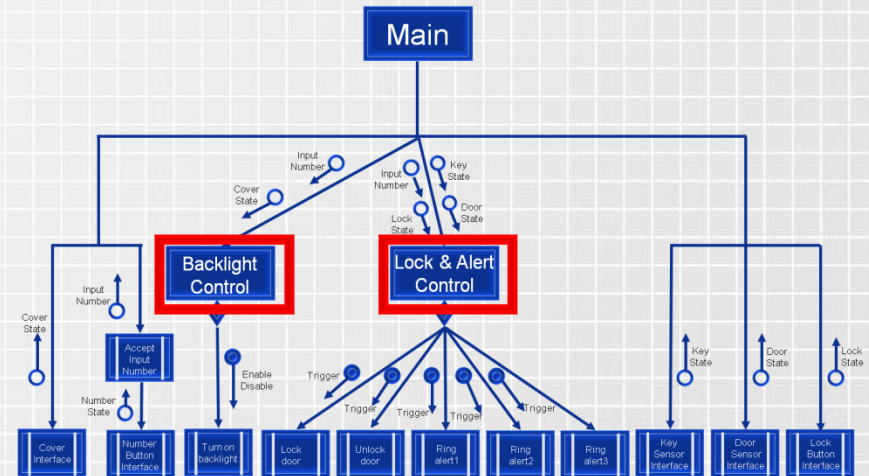 Main
Input
Number
Cover
State
Input
Number
Key
State
Lock
State
Door
State
Backlight
Control
Lock & Alert
Control
Input
Number
Cover
State
Accept
Input
Number
Number
State
Enable
Disable
Trigger
Trigger
Trigger
Trigger
Trigger
Key
State
Door
State
Lock
State
Cover
Interface
Number
Button
Interface
Turn on
backlight
Lock
door
Unlock
door
Ring
alert1
Ring
alert2
Ring
alert3
Key
Sensor
Interface
Door
Sensor
Interface
Lock
Button
Interface